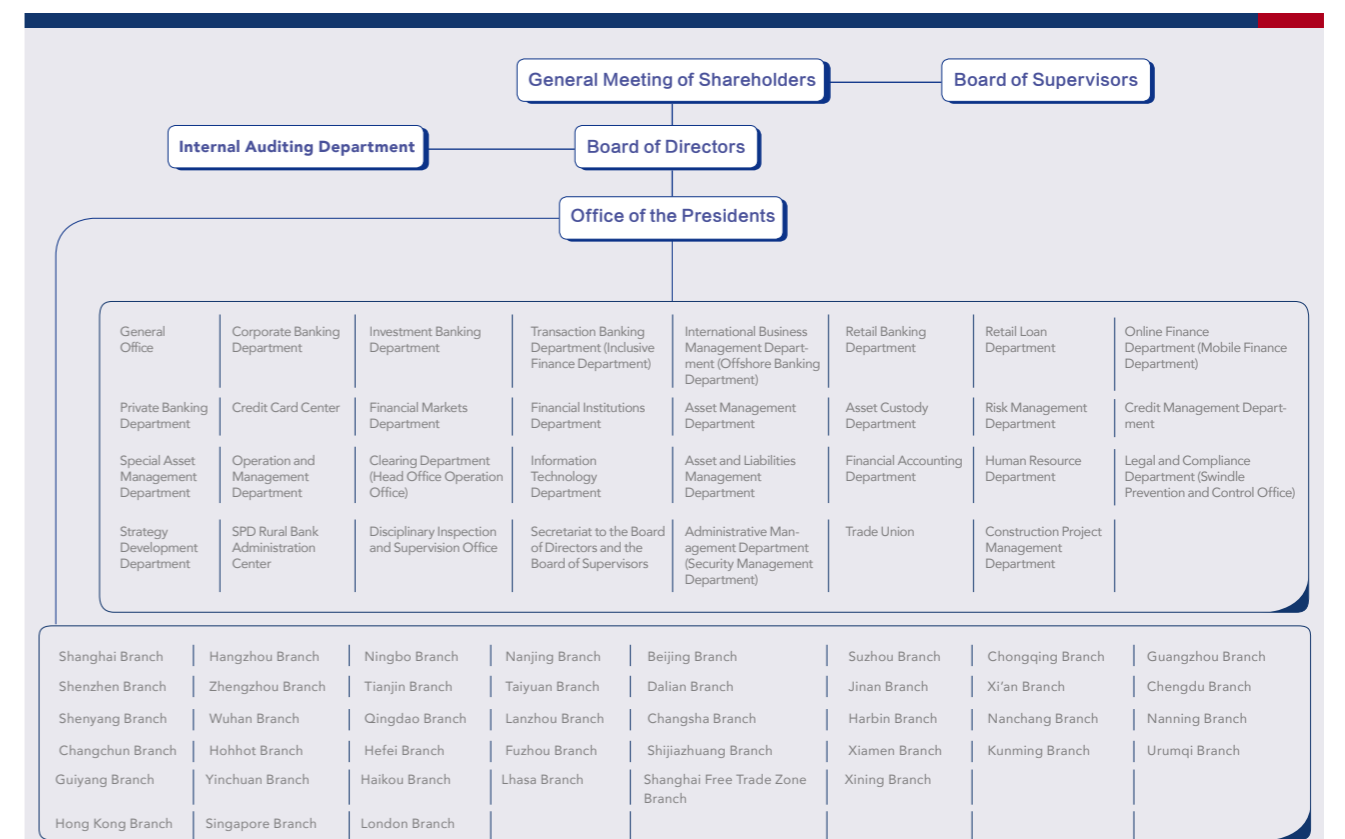 General Meeting of Shareholders
Board of Supervisors
Internal Auditing Department
Board of Directors
Office of the Presidents
General
Office
Corporate Banking
Department
Investment Banking
Department
Transaction Banking
Department (Inclusive
Finance Department)
International Business
Management Depart-
ment (Offshore Banking
Department)
Retail Banking
Department
Retail Loan
Department
Online Finance
Department (Mobile Finance
Department)
Private Banking
Department
Credit Card Center
Financial Markets
Department
Financial Institutions
Department
Asset Management
Department
Asset Custody
Department
Risk Management
Department
Credit Management Depart-
ment
Special Asset
Management
Department
Operation and
Management
Department
Clearing Department
(Head Office Operation
Office)
Information
Technology
Department
Asset and Liabilities
Management
Department
Financial Accounting
Department
Human Resource
Department
Legal and Compliance
Department (Swindle
Prevention and Control Office)
Strategy
Development
Department
SPD Rural Bank
Administration
Center
Disciplinary Inspection
and Supervision Office
Secretariat to the Board
of Directors and the
Board of Supervisors
Administrative Man-
agement Department
(Security Management
Department)
Trade Union
Construction Project
Management
Department
Shanghai Branch
Hangzhou Branch
Ningbo Branch
Nanjing Branch
Beijing Branch
Suzhou Branch
Chongqing Branch
Guangzhou Branch
Shenzhen Branch
Zhengzhou Branch
Tianjin Branch
Taiyuan Branch
Dalian Branch
Jinan Branch
Xi'an Branch
Chengdu Branch
Shenyang Branch
Wuhan Branch
Qingdao Branch
Lanzhou Branch
Changsha Branch
Harbin Branch
Nanchang Branch
Nanning Branch
Changchun Branch
Hohhot Branch
Hefei Branch
Fuzhou Branch
Shijiazhuang Branch
Xiamen Branch
Kunming Branch
Urumqi Branch
Guiyang Branch
Yinchuan Branch
Haikou Branch
Lhasa Branch
Shanghai Free Trade Zone
Branch
Xining Branch
Hong Kong Branch
Singapore Branch
London Branch